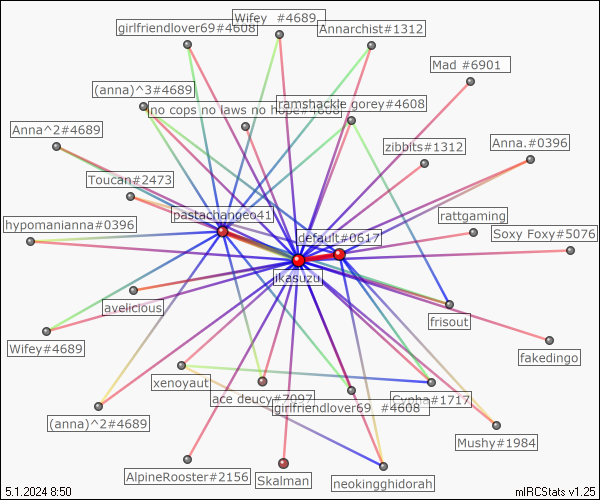 Wifey  #4689
girlfriendlover69#4608
Annarchist#1312
Mad #6901
(anna)^3#4689
ramshackle gorey#4608
no cops no laws no hope#4608
Anna^2#4689
zibblts#1312
Anna.#0396
Toucan#2473
pastachange041
rattgaming
hypomanianna#0396
default#0617
Soxy Foxy#5076
ikasuzu
avelicious
frisout
Wifey#4689
fakedingo
xenoyaut
ace deucy#7997
Cynba#1717
girlfriendlover69  #4608
(anna)^2#4689
Mushy#1984
AlpineRooster#2156
Skalman
neokingghidorah
5.1.2024 8:50
mIRCStats v1.25